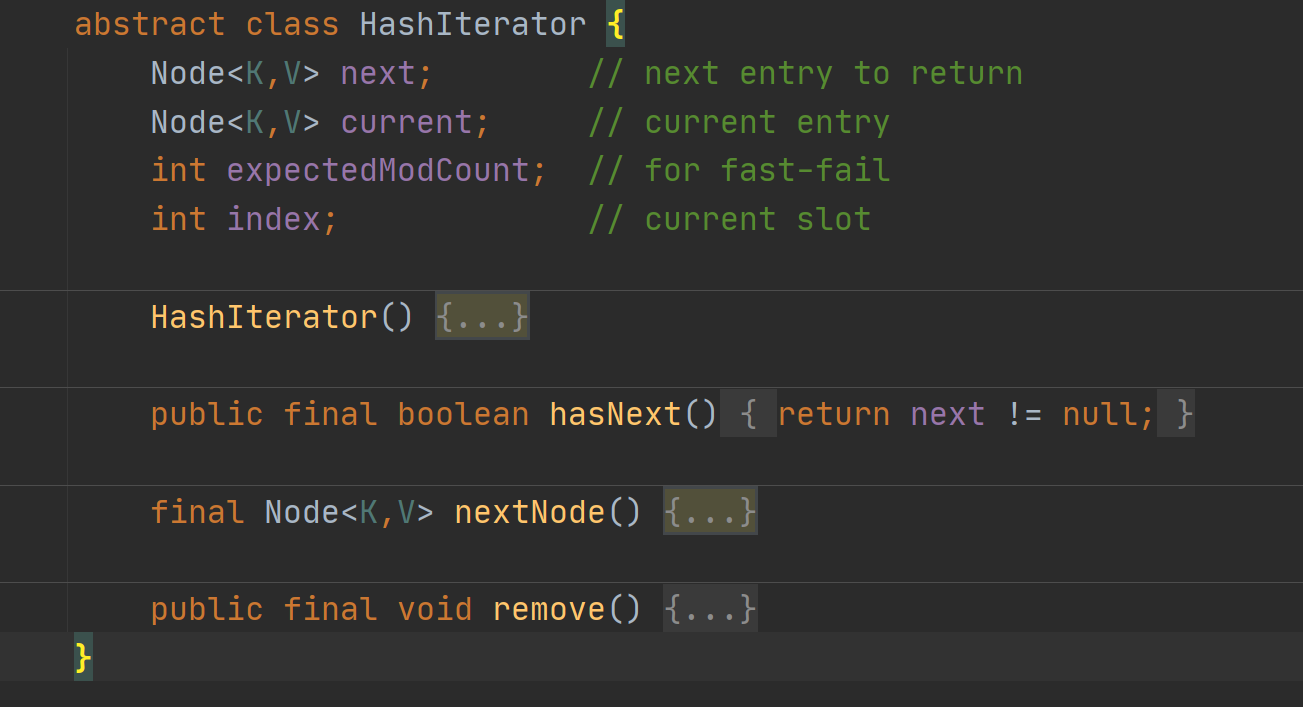 abstract class HashIterator {
Node<K,V> next;        // next entry to return
Node<K,V> current;     // current entry
int expectedModCount;  // for fast-fail
int index;             // current slot
HashIterator() {...}
public final boolean hasNext() { return next != null; }
final Node<K,V> nextNode() {...}
public final void remove() {...}
}